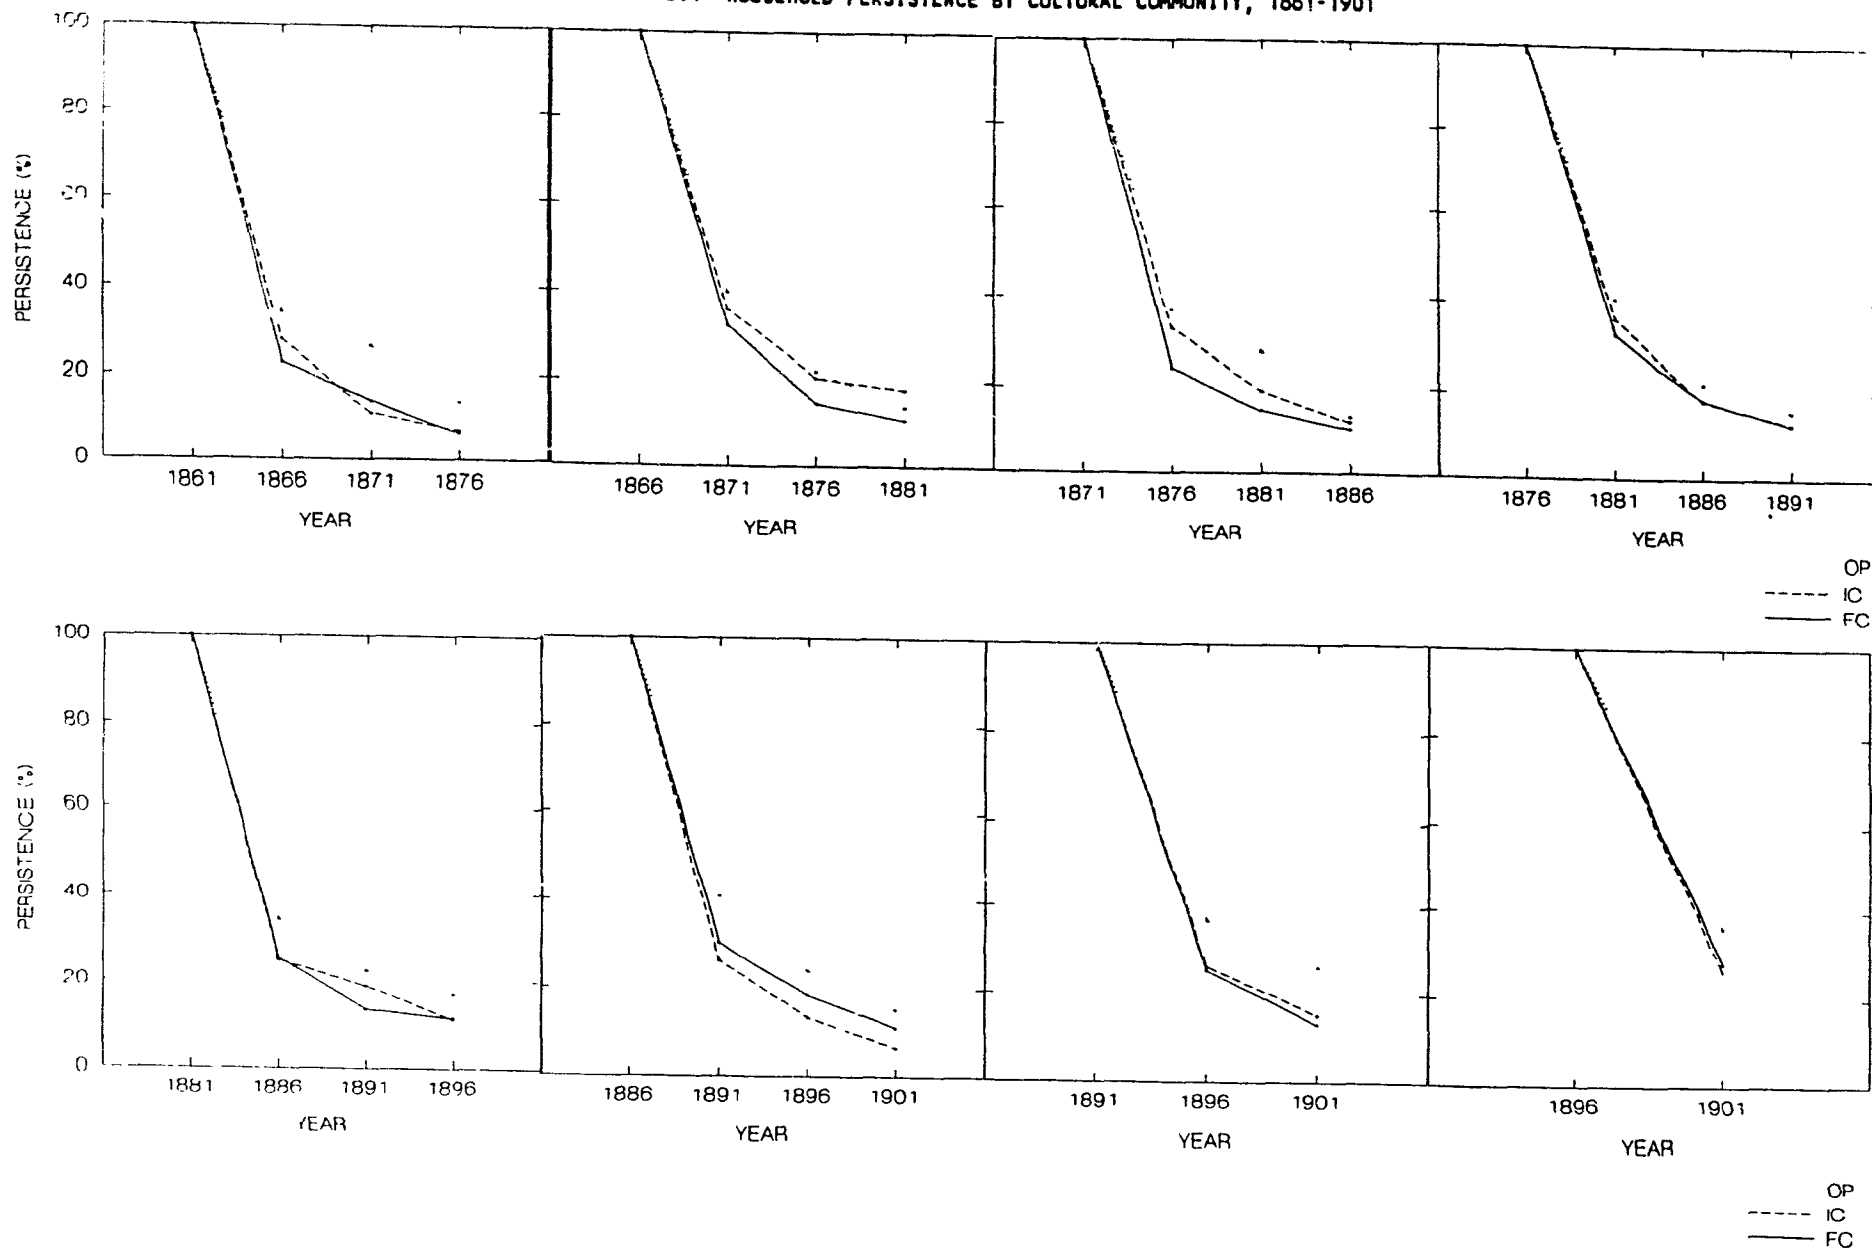 HOUSEHOLD PERSISTENCE BY CULTURAL COMMUNITY, 1861-1901
PERSISTENCE (%)
100
80
60
40
20
0
1861 1866 1871 1876
YEAR
1866 1871 1876 1881
YEAR
1871 1876 1881 1886
YEAR
1876 1881 1886 1891
YEAR
OP
IC
FC
PERSISTENCE (%)
100
80
60
40
20
0
1881 1886 1891 1896
YEAR
1886 1891 1896 1901
YEAR
1891 1896 1901
YEAR
1896 1901
YEAR
OP
IC
FC